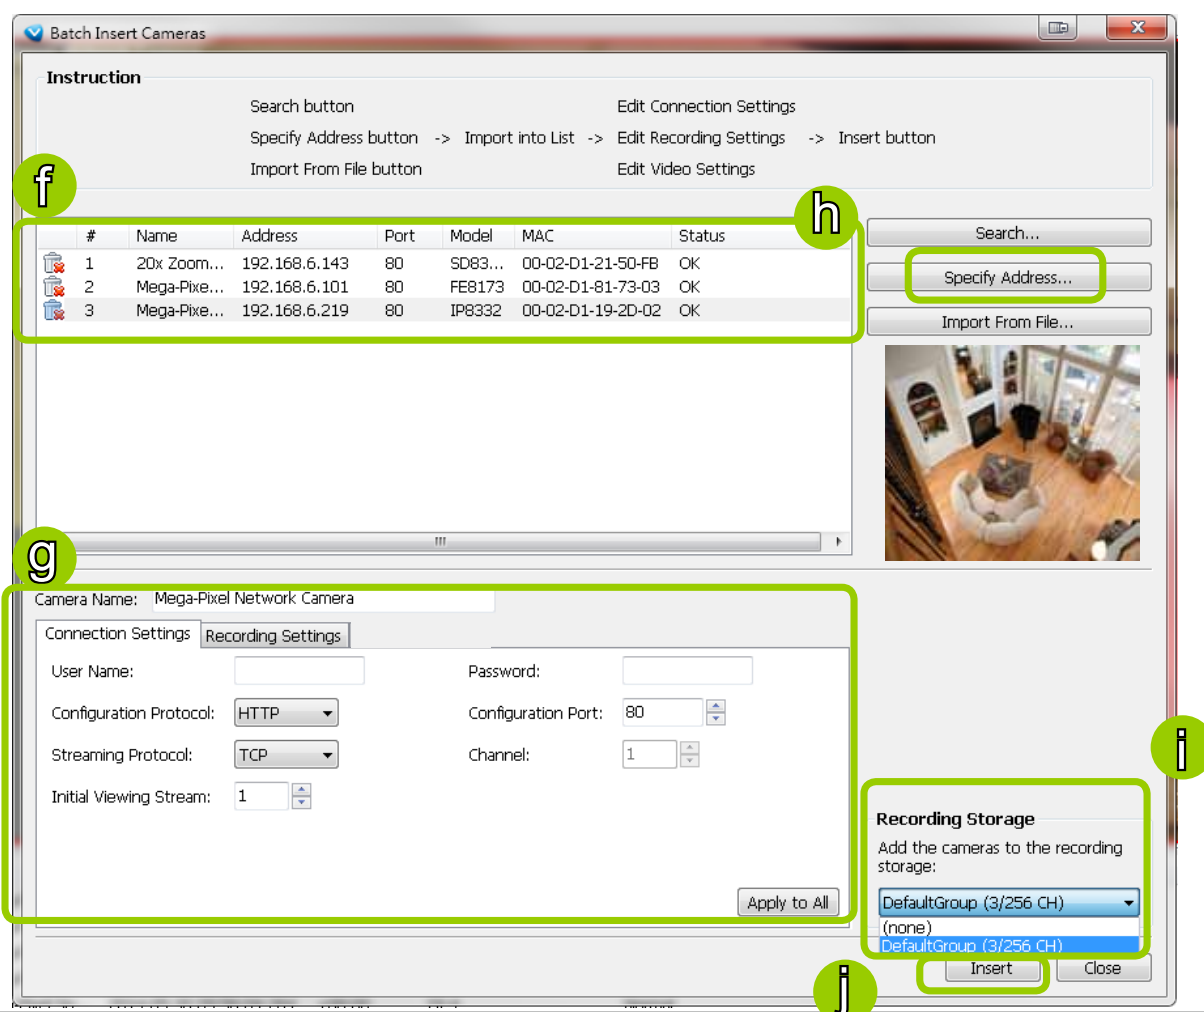 Batch Insert Cameras
Instruction
Search button
Edit Connection Settings
Specify Address button -> Import into List -> Edit Recording Settings -> Insert button
Import From File button
Edit Video Settings
f
h
# Name Address Port Model MAC Status
1 20x Zoom... 192.168.6.143 80 SD83... 00-02-D1-21-50-FB OK
2 Mega-Pixe... 192.168.6.101 80 FE8173 00-02-D1-81-73-03 OK
3 Mega-Pixe... 192.168.6.219 80 IP8332 00-02-D1-19-2D-02 OK
Search...
Specify Address...
Import From File...
g
Camera Name: Mega-Pixel Network Camera
Connection Settings Recording Settings
User Name: Password:
Configuration Protocol: HTTP Configuration Port: 80
Streaming Protocol: TCP Channel: 1
Initial Viewing Stream: 1
Apply to All
i
Recording Storage
Add the cameras to the recording
storage:
DefaultGroup (3/256 CH)
(none)
DefaultGroup (3/256 CH)
j
Insert Close